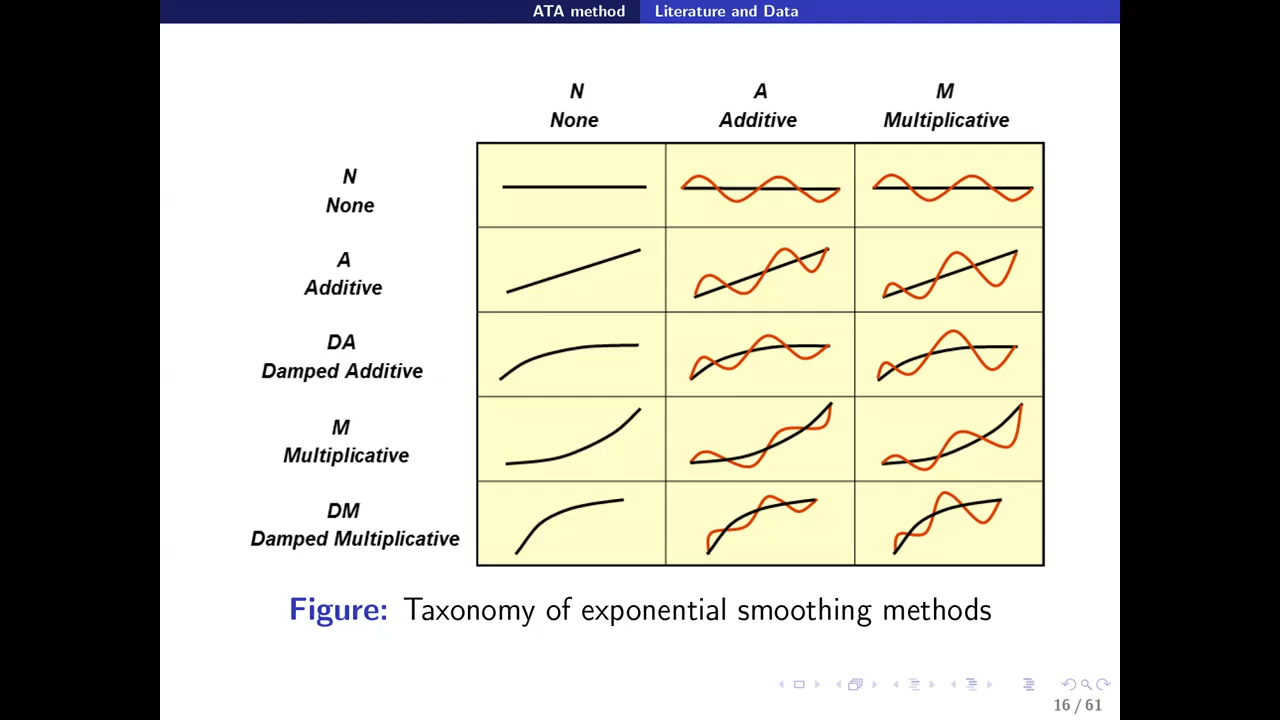 ATA method Literature and Data
N A M
None Additive Multiplicative
N
None
A
Additive
DA
Damped Additive
M
Multiplicative
DM
Damped Multiplicative
Figure: Taxonomy of exponential smoothing methods
16 / 61